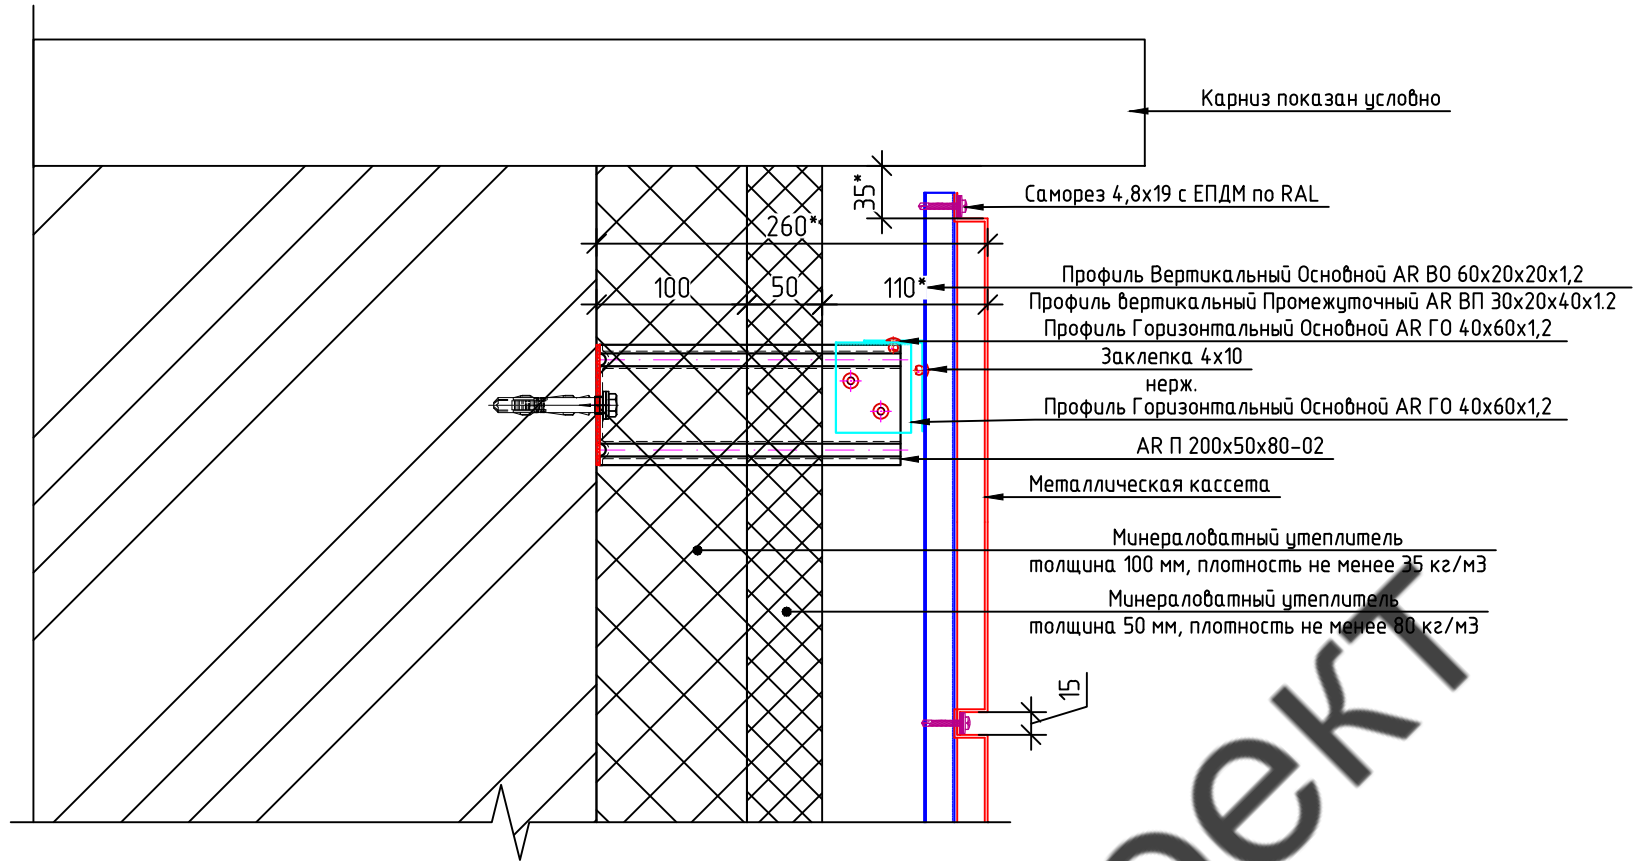 Карниз показан условно
35*
Саморез 4,8х19 с ЕПДМ по RAL
260*
100
50
110*
Профиль Вертикальный Основной AR ВО 60х20х20х1,2
Профиль вертикальный Промежуточный AR ВП 30х20х40х1.2
Профиль Горизонтальный Основной AR ГО 40х60х1,2
Заклепка 4х10
нерж.
Профиль Горизонтальный Основной AR ГО 40х60х1,2
AR П 200х50х80-02
Металлическая кассета
Минераловатный утеплитель
толщина 100 мм, плотность не менее 35 кг/м3
Минераловатный утеплитель
толщина 50 мм, плотность не менее 80 кг/м3
15
ект